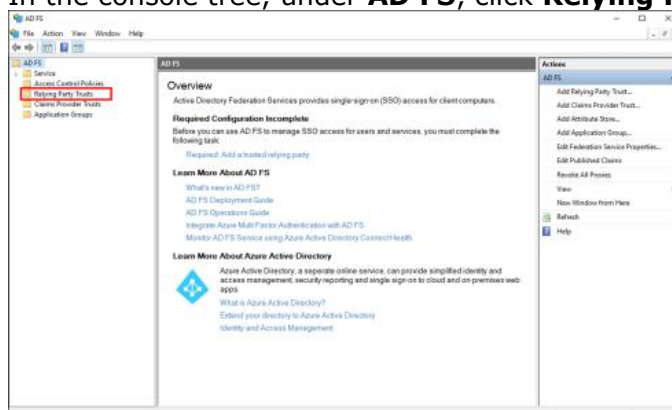 In the console tree, under AD FS, click Relying
AD FS
File Action View Window Help
AD FS
Service
Access Control Policies
Relying Party Trusts
Claims Provider Trusts
Application Groups
AD FS
Overview
Active Directory Federation Services provides single-sign-on (SSO) access for client computers.
Required Configuration Incomplete
Before you can use AD FS to manage SSO access for users and services, you must complete the
following task:
Required: Add a trusted relying party
Learn More About AD FS
What's new in AD FS?
AD FS Deployment Guide
AD FS Operations Guide
Integrate Azure Multi Factor Authentication with AD FS
Monitor AD FS Service using Azure Active Directory Connect Health
Learn More About Azure Active Directory
Azure Active Directory, a seperate online service, can provide simplified identity and
access management, security reporting and single sign-on to cloud and on-premises web
apps.
What is Azure Active Directory?
Extend your directory to Azure Active Directory
Identity and Access Management
Actions
AD FS
Add Relying Party Trust...
Add Claims Provider Trust...
Add Attribute Store...
Add Application Group...
Edit Federation Service Properties...
Edit Published Claims
Revoke All Proxies
View
New Window from Here
Refresh
Help